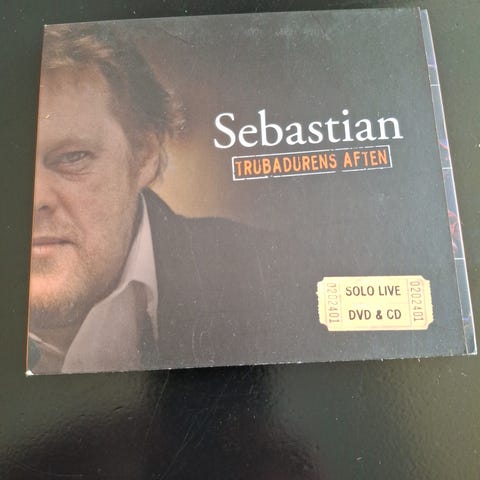 Sebastian
TRUBADURENS AFTEN
0202401
SOLO LIVE
DVD & CD
0202401